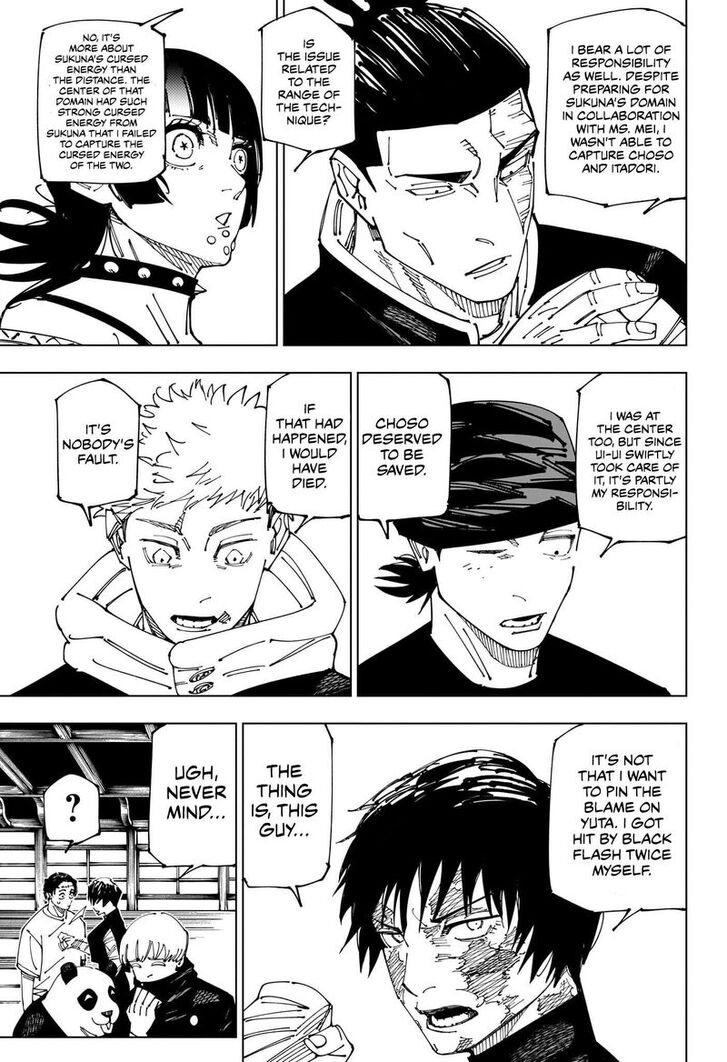 I BEAR A LOT OF
RESPONSIBILITY
AS WELL. DESPITE
PREPARING FOR
SUKUNA'S DOMAIN
IN COLLABORATION
WITH MS. MEI, I
WASN'T ABLE TO
CAPTURE CHOSO
AND ITADORI.
IS
THE ISSUE
RELATED
TO THE
RANGE OF
THE TECH-
NIQUE?
NO, IT'S
MORE ABOUT
SUKUNA'S CURSED
ENERGY THAN
THE DISTANCE. THE
CENTER OF THAT
DOMAIN HAD SUCH
STRONG CURSED
ENERGY FROM
SUKUNA THAT I FAILED
TO CAPTURE THE
CURSED ENERGY
OF THE TWO.
I WAS AT
THE CENTER
TOO, BUT SINCE
UI-UI SWIFTLY
TOOK CARE OF
IT, IT'S PARTLY
MY RESPONSI-
BILITY.
CHOSO
DESERVED
TO BE
SAVED.
IF
THAT HAD
HAPPENED,
I WOULD
HAVE
DIED.
IT'S
NOBODY'S
FAULT.
IT'S NOT
THAT I WANT
TO PIN THE
BLAME ON
YUTA. I GOT
HIT BY BLACK
FLASH TWICE
MYSELF.
THE
THING
IS, THIS
GUY...
UGH,
NEVER
MIND...
?